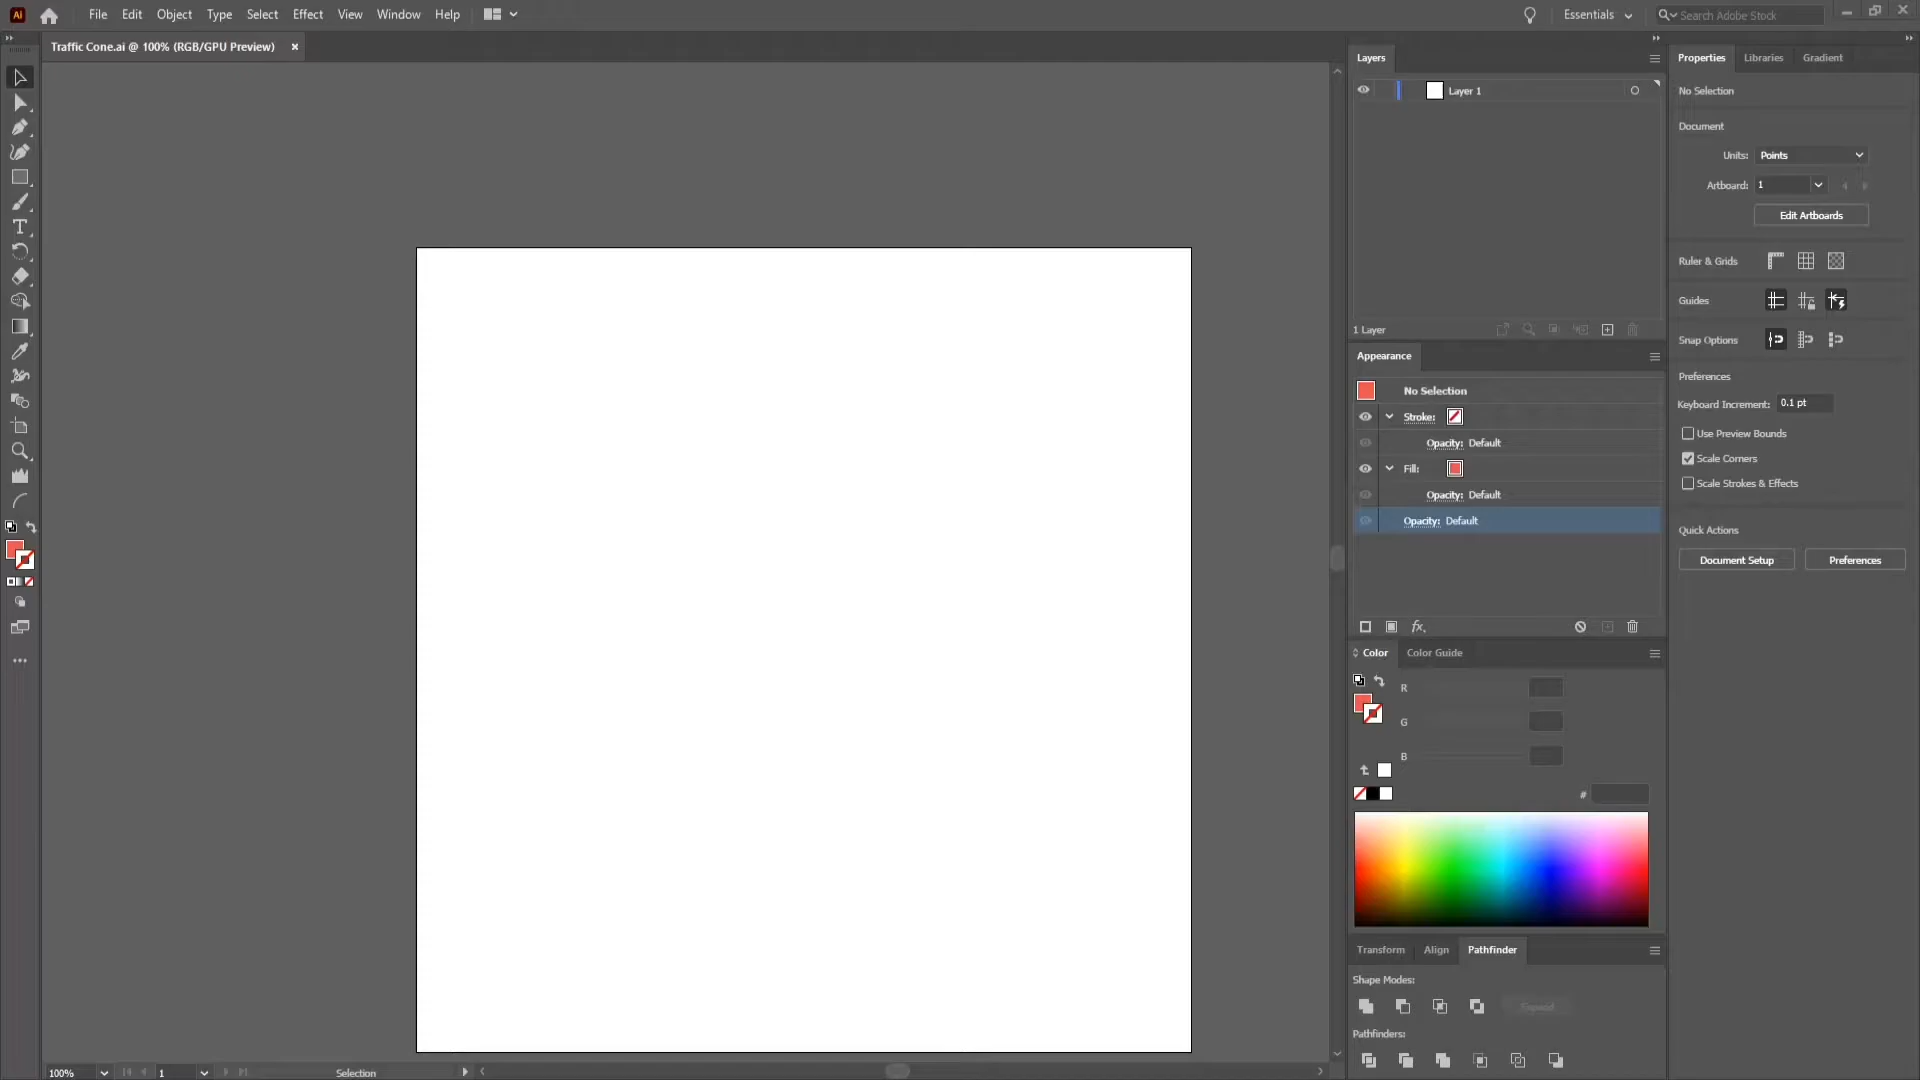 Ai
File Edit Object Type Select Effect View Window Help
Essentials
Search Adobe Stock
Traffic Cone.ai @ 100% (RGB/GPU Preview) ×
Layers
Layer 1
1 Layer
Appearance
No Selection
Stroke:
Opacity: Default
Fill:
Opacity: Default
Opacity: Default
fx
Color Color Guide
R
G
B
#
Transform Align Pathfinder
Shape Modes:
Expand
Pathfinders:
Properties Libraries Gradient
No Selection
Document
Units: Points
Artboard: 1
Edit Artboards
Ruler & Grids
Guides
Snap Options
Preferences
Keyboard Increment: 0.1 pt
Use Preview Bounds
Scale Corners
Scale Strokes & Effects
Quick Actions
Document Setup Preferences
100% 1 Selection